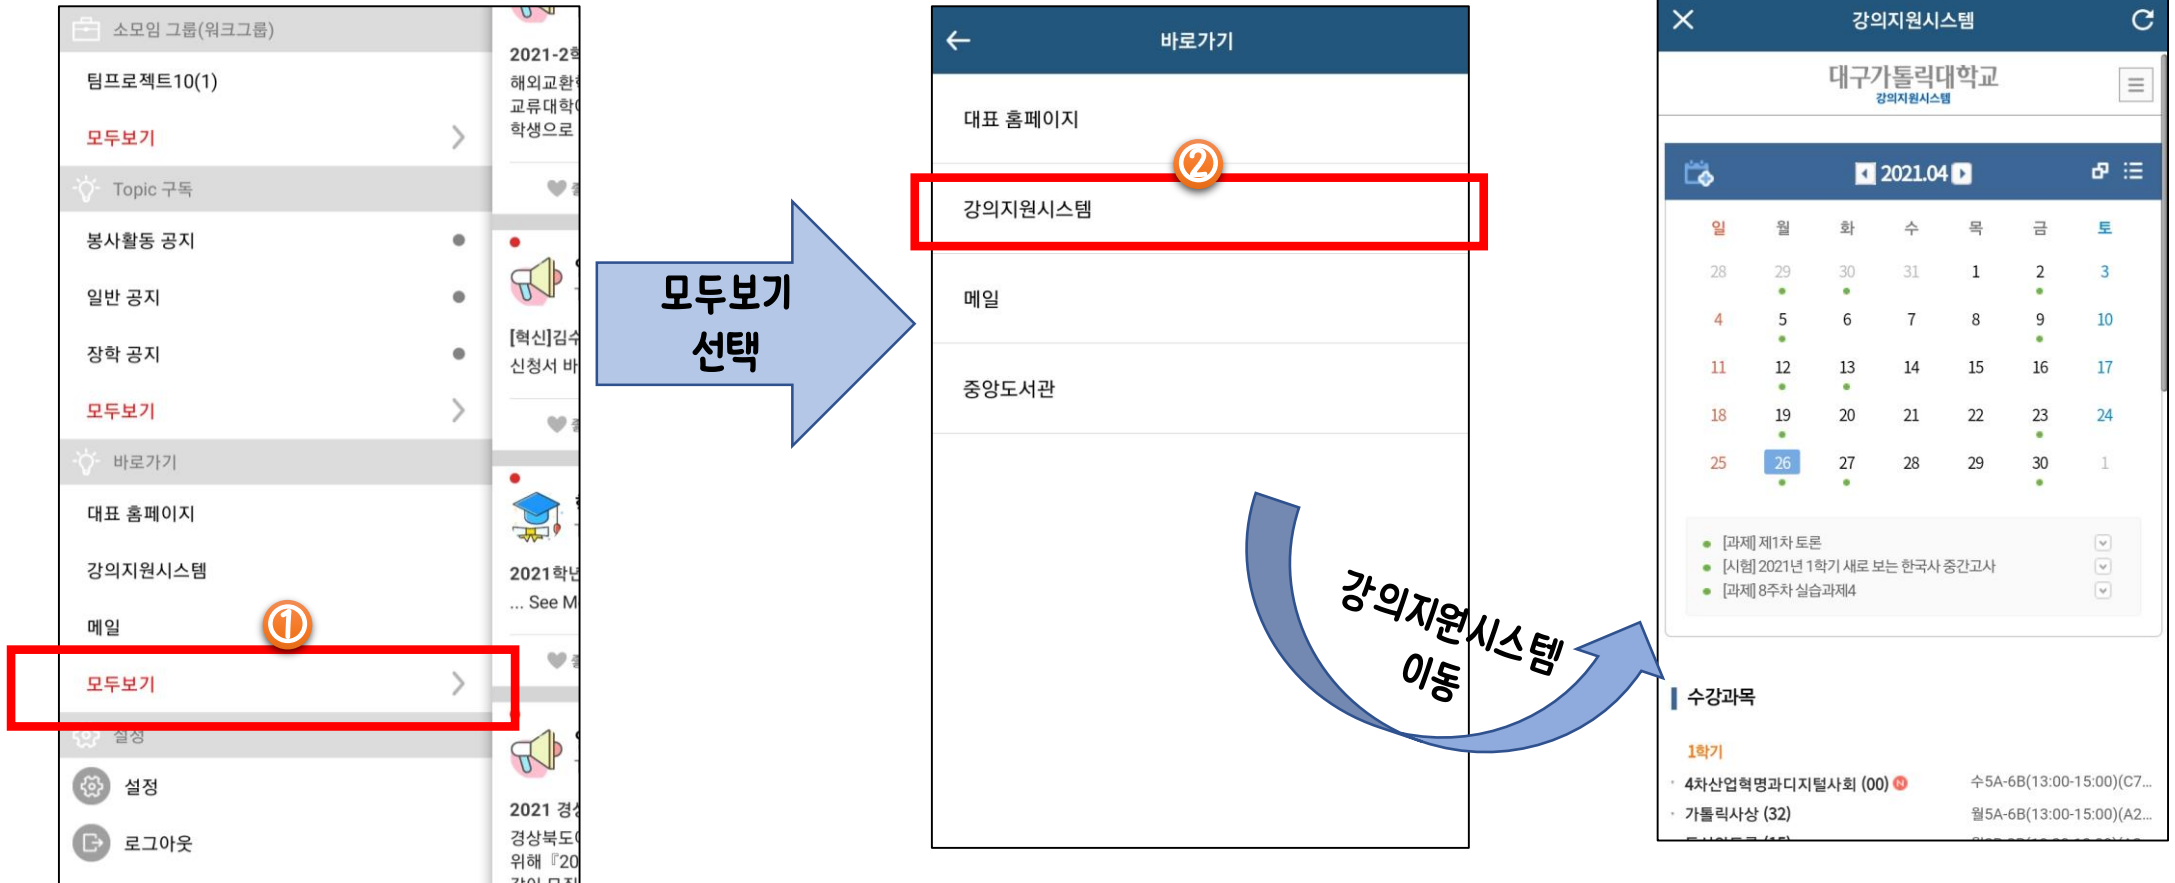 소모임 그룹(워크그룹)
팀프로젝트10(1)
모두보기
Topic 구독
봉사활동 공지
일반 공지
장학 공지
모두보기
바로가기
대표 홈페이지
강의지원시스템
메일
①
모두보기
설정
설정
로그아웃
2021-2학
해외교환
교류대학
학생으로
[혁신]김수
신청서 바
2021학년
... See M
2021 경상
경상북도
위해『20
모두보기
선택
바로가기
대표 홈페이지
②
강의지원시스템
메일
중앙도서관
강의지원시스템
이동
강의지원시스템
대구가톨릭대학교
강의지원시스템
2021.04
일 월 화 수 목 금 토
28 29 30 31 1 2 3
4 5 6 7 8 9 10
11 12 13 14 15 16 17
18 19 20 21 22 23 24
25 26 27 28 29 30 1
[과제] 제1차 토론
[시험] 2021년 1학기 새로 보는 한국사 중간고사
[과제] 8주차 실습과제4
수강과목
1학기
4차산업혁명과디지털사회 (00) N 수5A-6B(13:00-15:00)(C7...
가톨릭사상 (32) 월5A-6B(13:00-15:00)(A2...